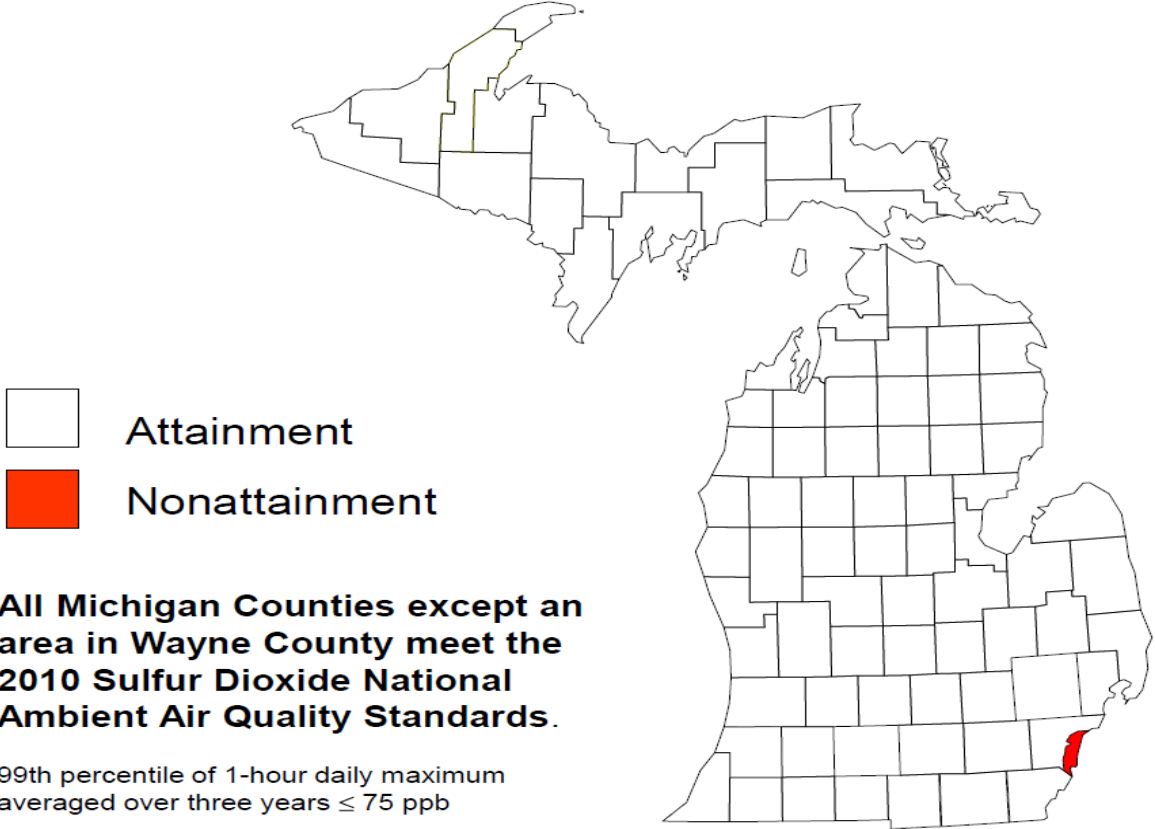 Attainment
Nonattainment
All Michigan Counties except an
area in Wayne County meet the
2010 Sulfur Dioxide National
Ambient Air Quality Standards.
99th percentile of 1-hour daily maximum
averaged over three years ≤ 75 ppb